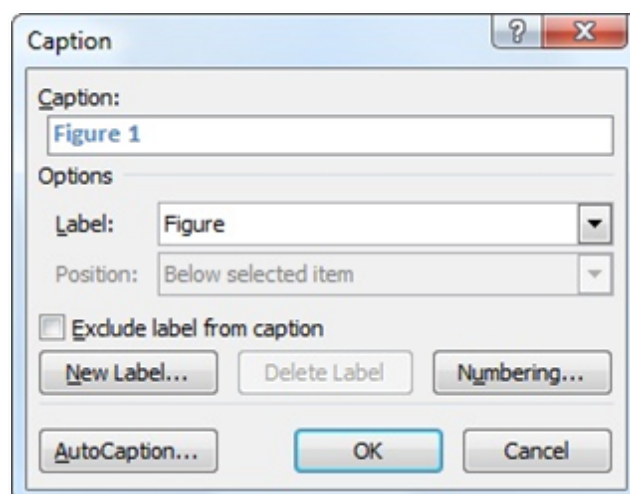 Caption
Caption:
Figure 1
Options
Label: Figure
Position: Below selected item
Exclude label from caption
New Label... Delete Label Numbering...
AutoCaption... OK Cancel